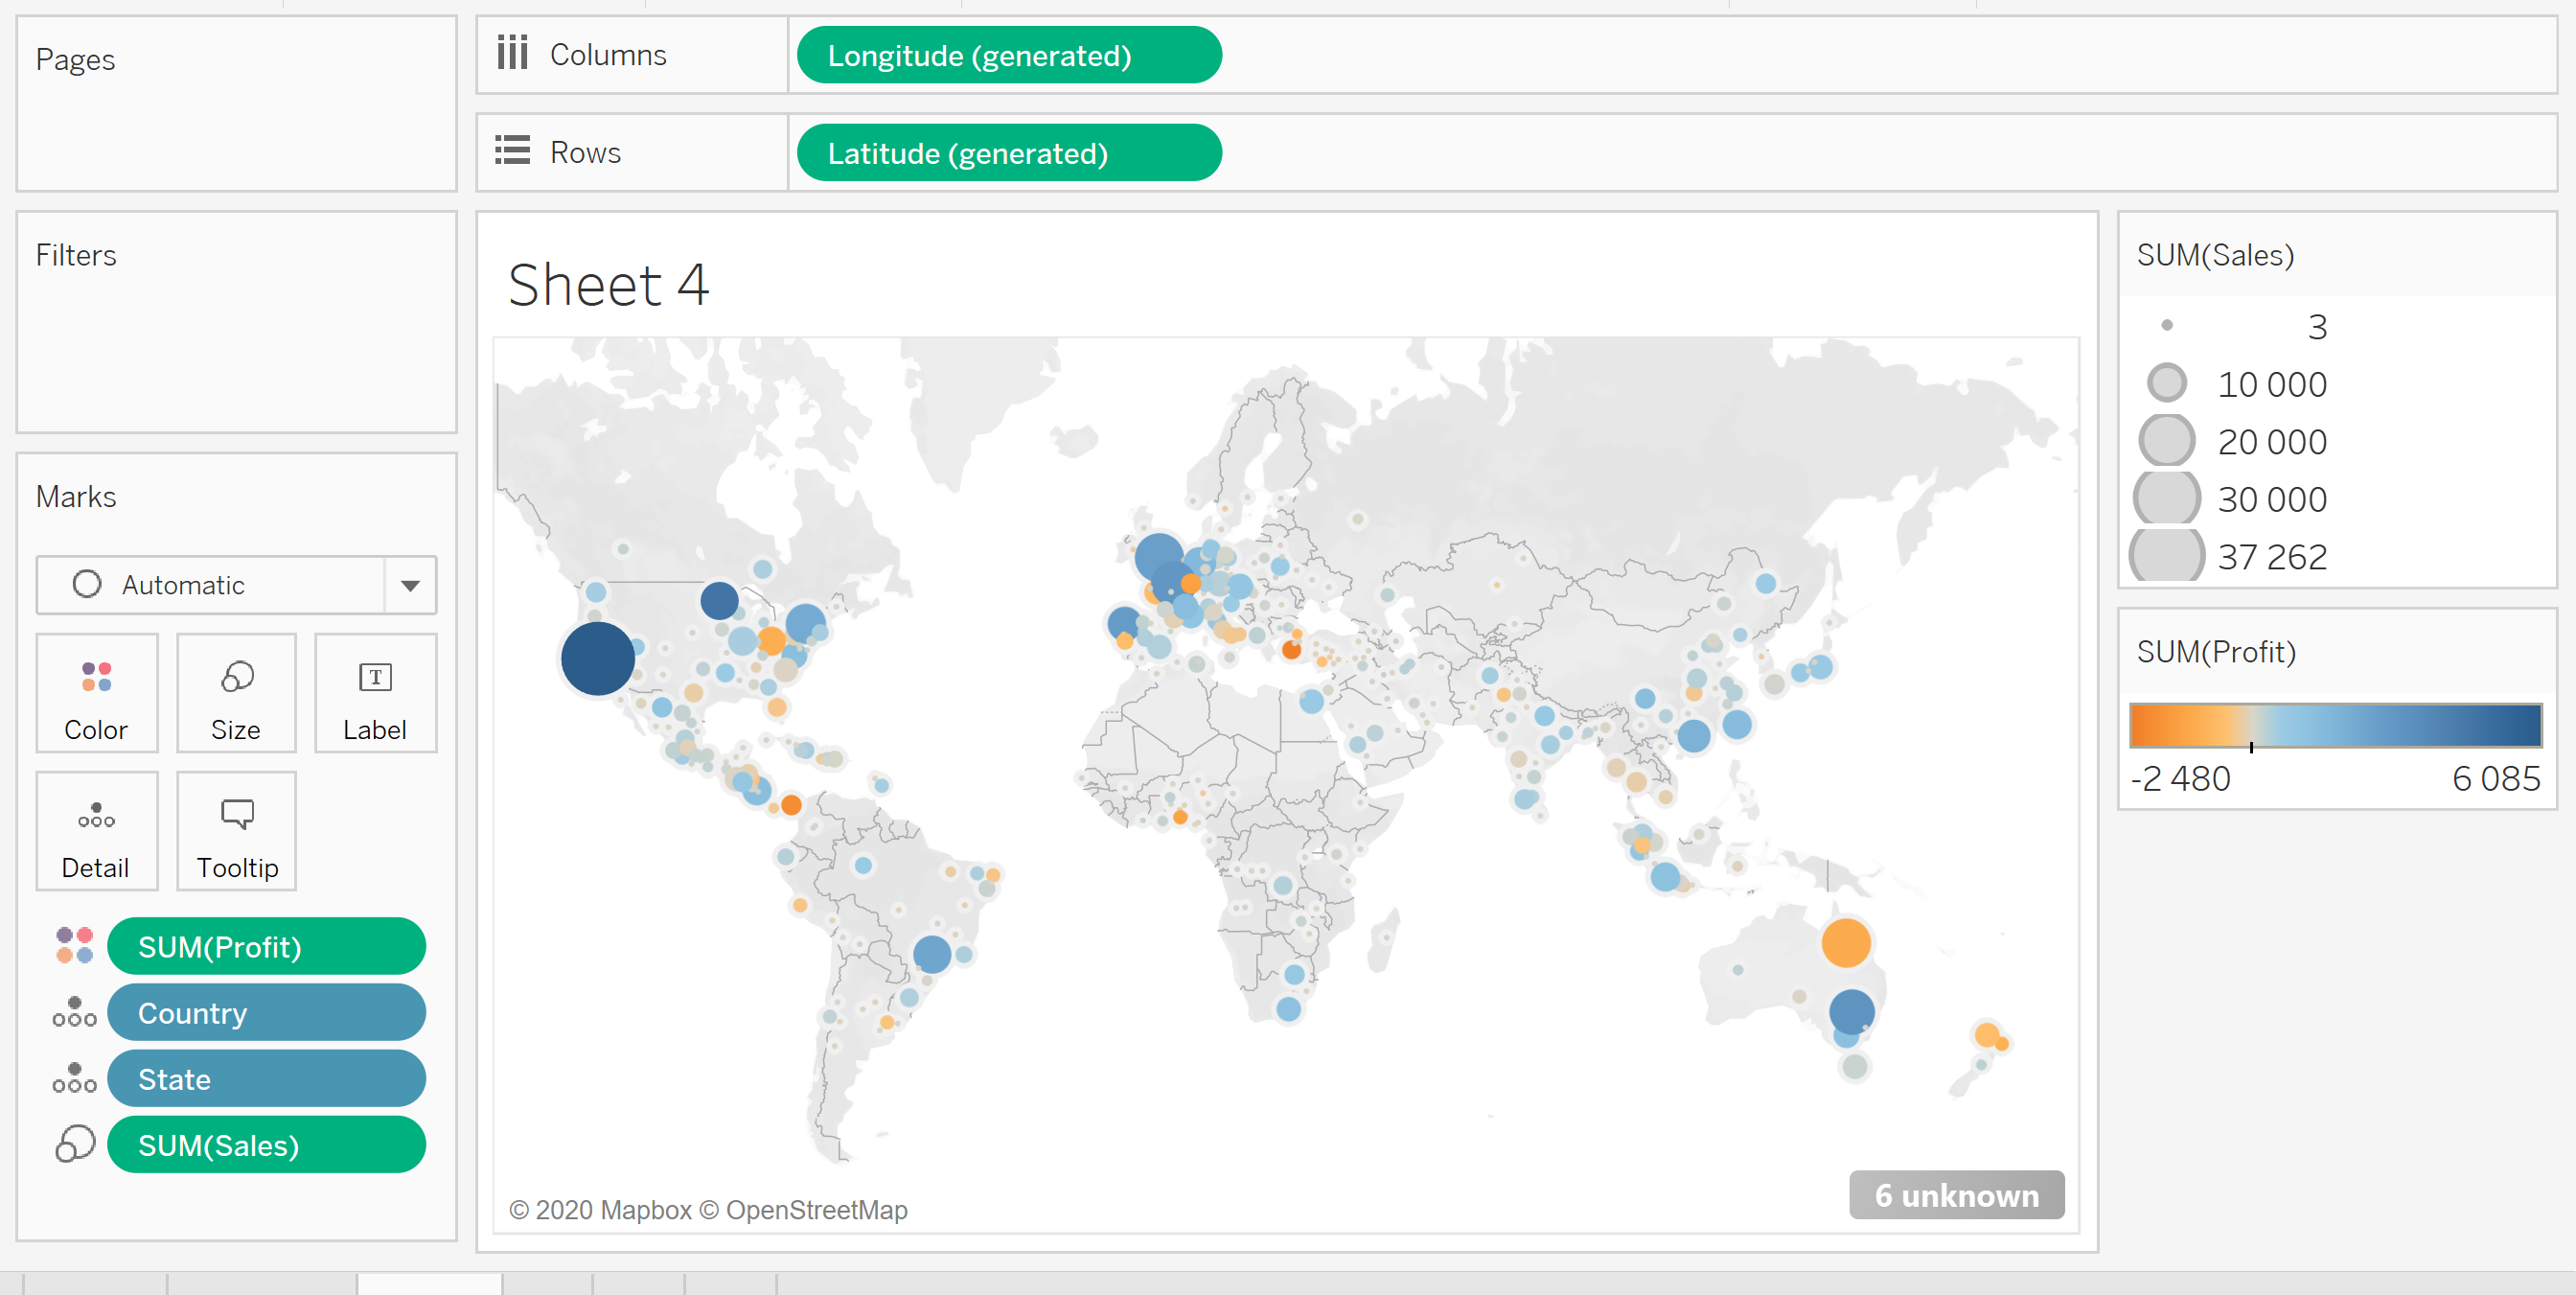 Pages
Columns
Longitude (generated)
Rows
Latitude (generated)
Filters
Marks
Automatic
Color
Size
T
Label
Detail
Tooltip
SUM(Profit)
Country
State
SUM(Sales)
Sheet 4
© 2020 Mapbox © OpenStreetMap
6 unknown
SUM(Sales)
3
10 000
20 000
30 000
37 262
SUM(Profit)
-2 480
6 085